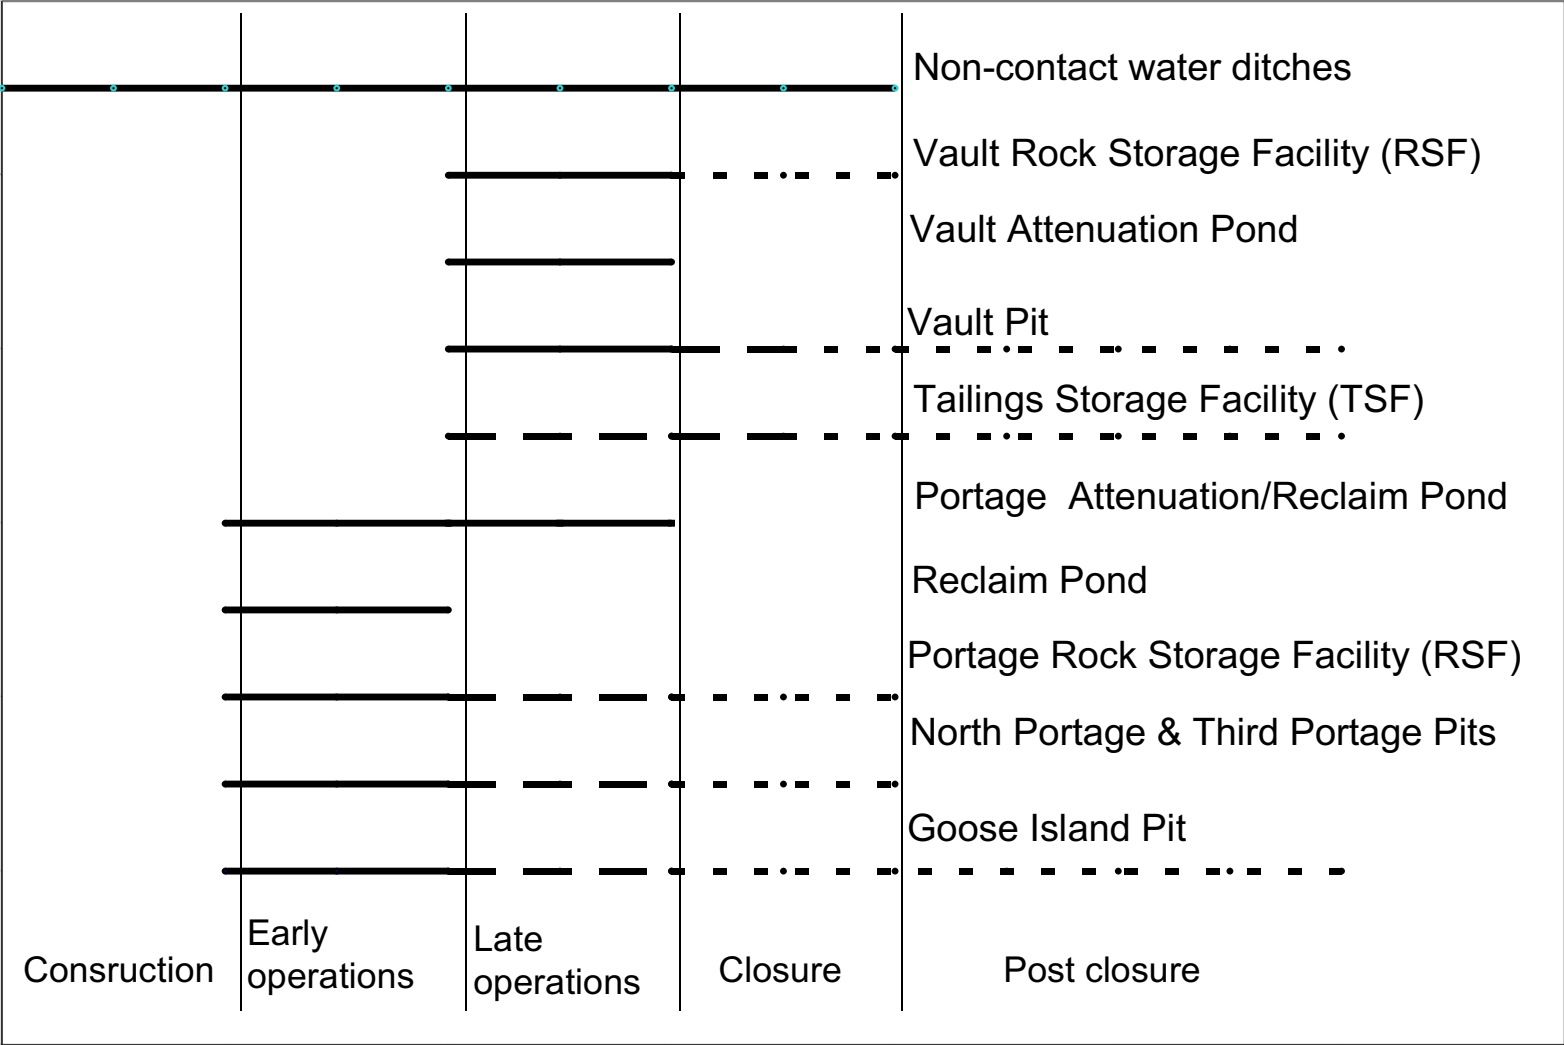 Non-contact water ditches
Vault Rock Storage Facility (RSF)
Vault Attenuation Pond
Vault Pit
Tailings Storage Facility (TSF)
Portage  Attenuation/Reclaim Pond
Reclaim Pond
Portage Rock Storage Facility (RSF)
North Portage & Third Portage Pits
Goose Island Pit
Consruction
Early
operations
Late
operations
Closure
Post closure